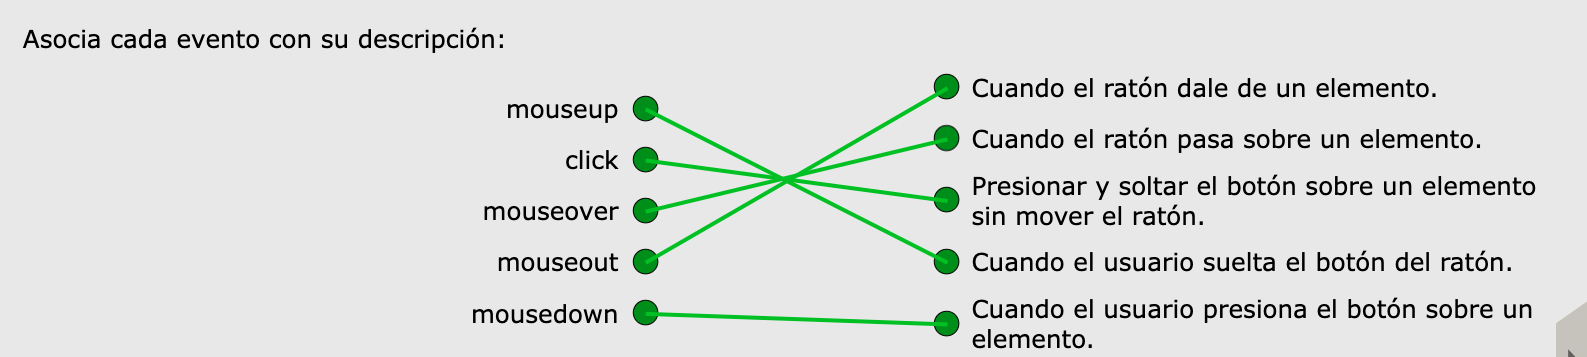 Asocia cada evento con su descripción:
mouseup
click
mouseover
mouseout
mousedown
Cuando el ratón dale de un elemento.
Cuando el ratón pasa sobre un elemento.
Presionar y soltar el botón sobre un elemento
sin mover el ratón.
Cuando el usuario suelta el botón del ratón.
Cuando el usuario presiona el botón sobre un
elemento.